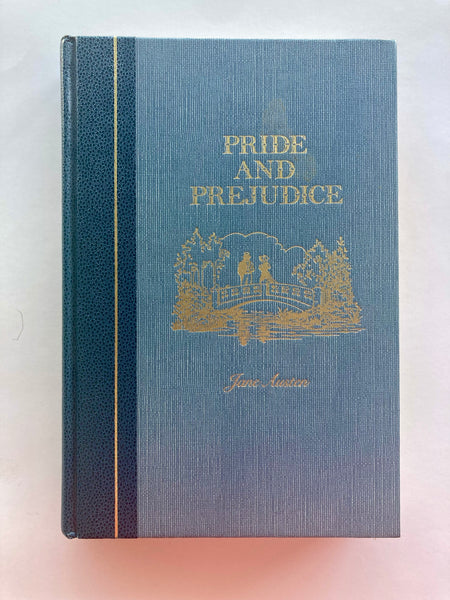 PRIDE
AND
PREJUDICE
Jane Austen